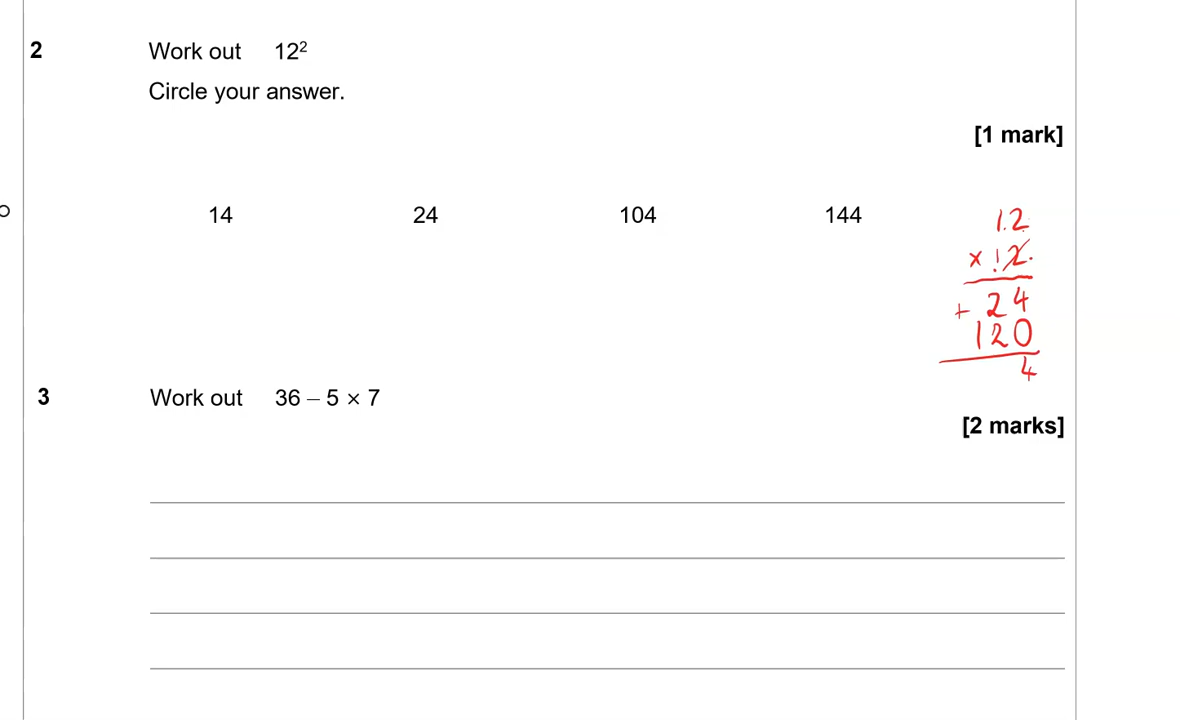 2 Work out 12²
Circle your answer.
[1 mark]
14 24 104 144
12
× 12
+ 24
120
4
3 Work out 36 – 5 × 7
[2 marks]